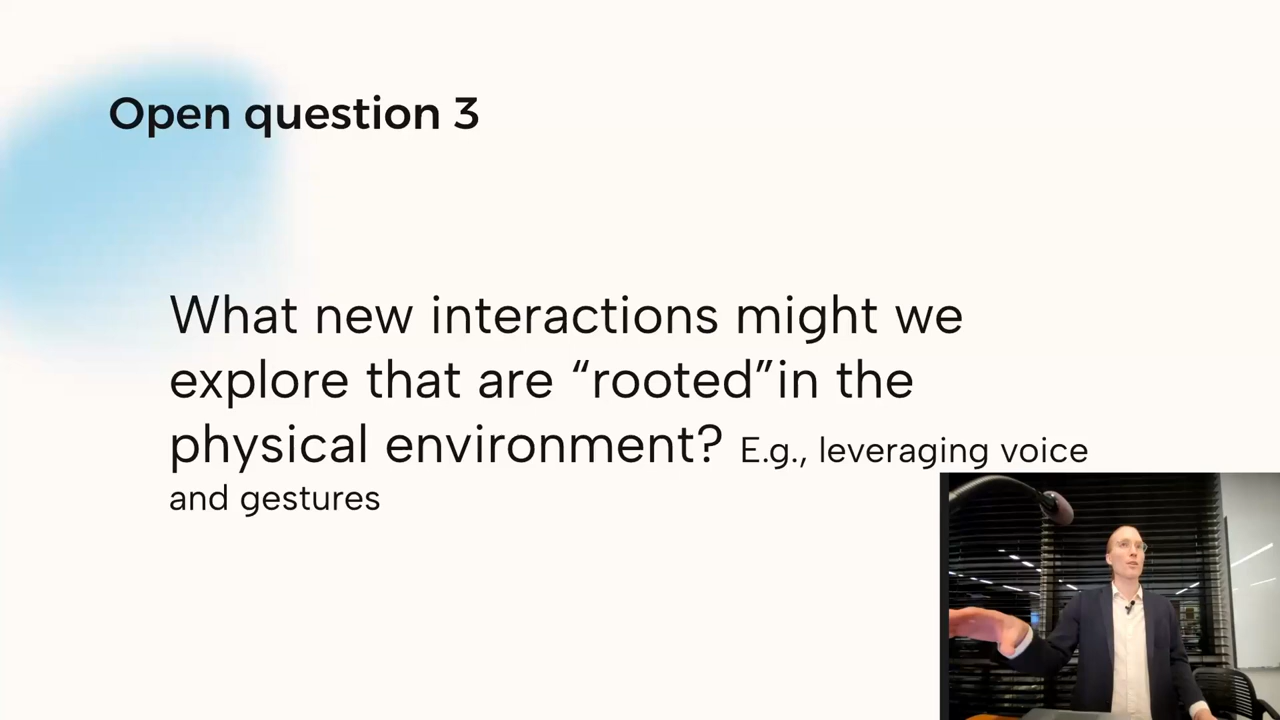 Open question 3
What new interactions might we
explore that are “rooted”in the
physical environment? E.g., leveraging voice
and gestures